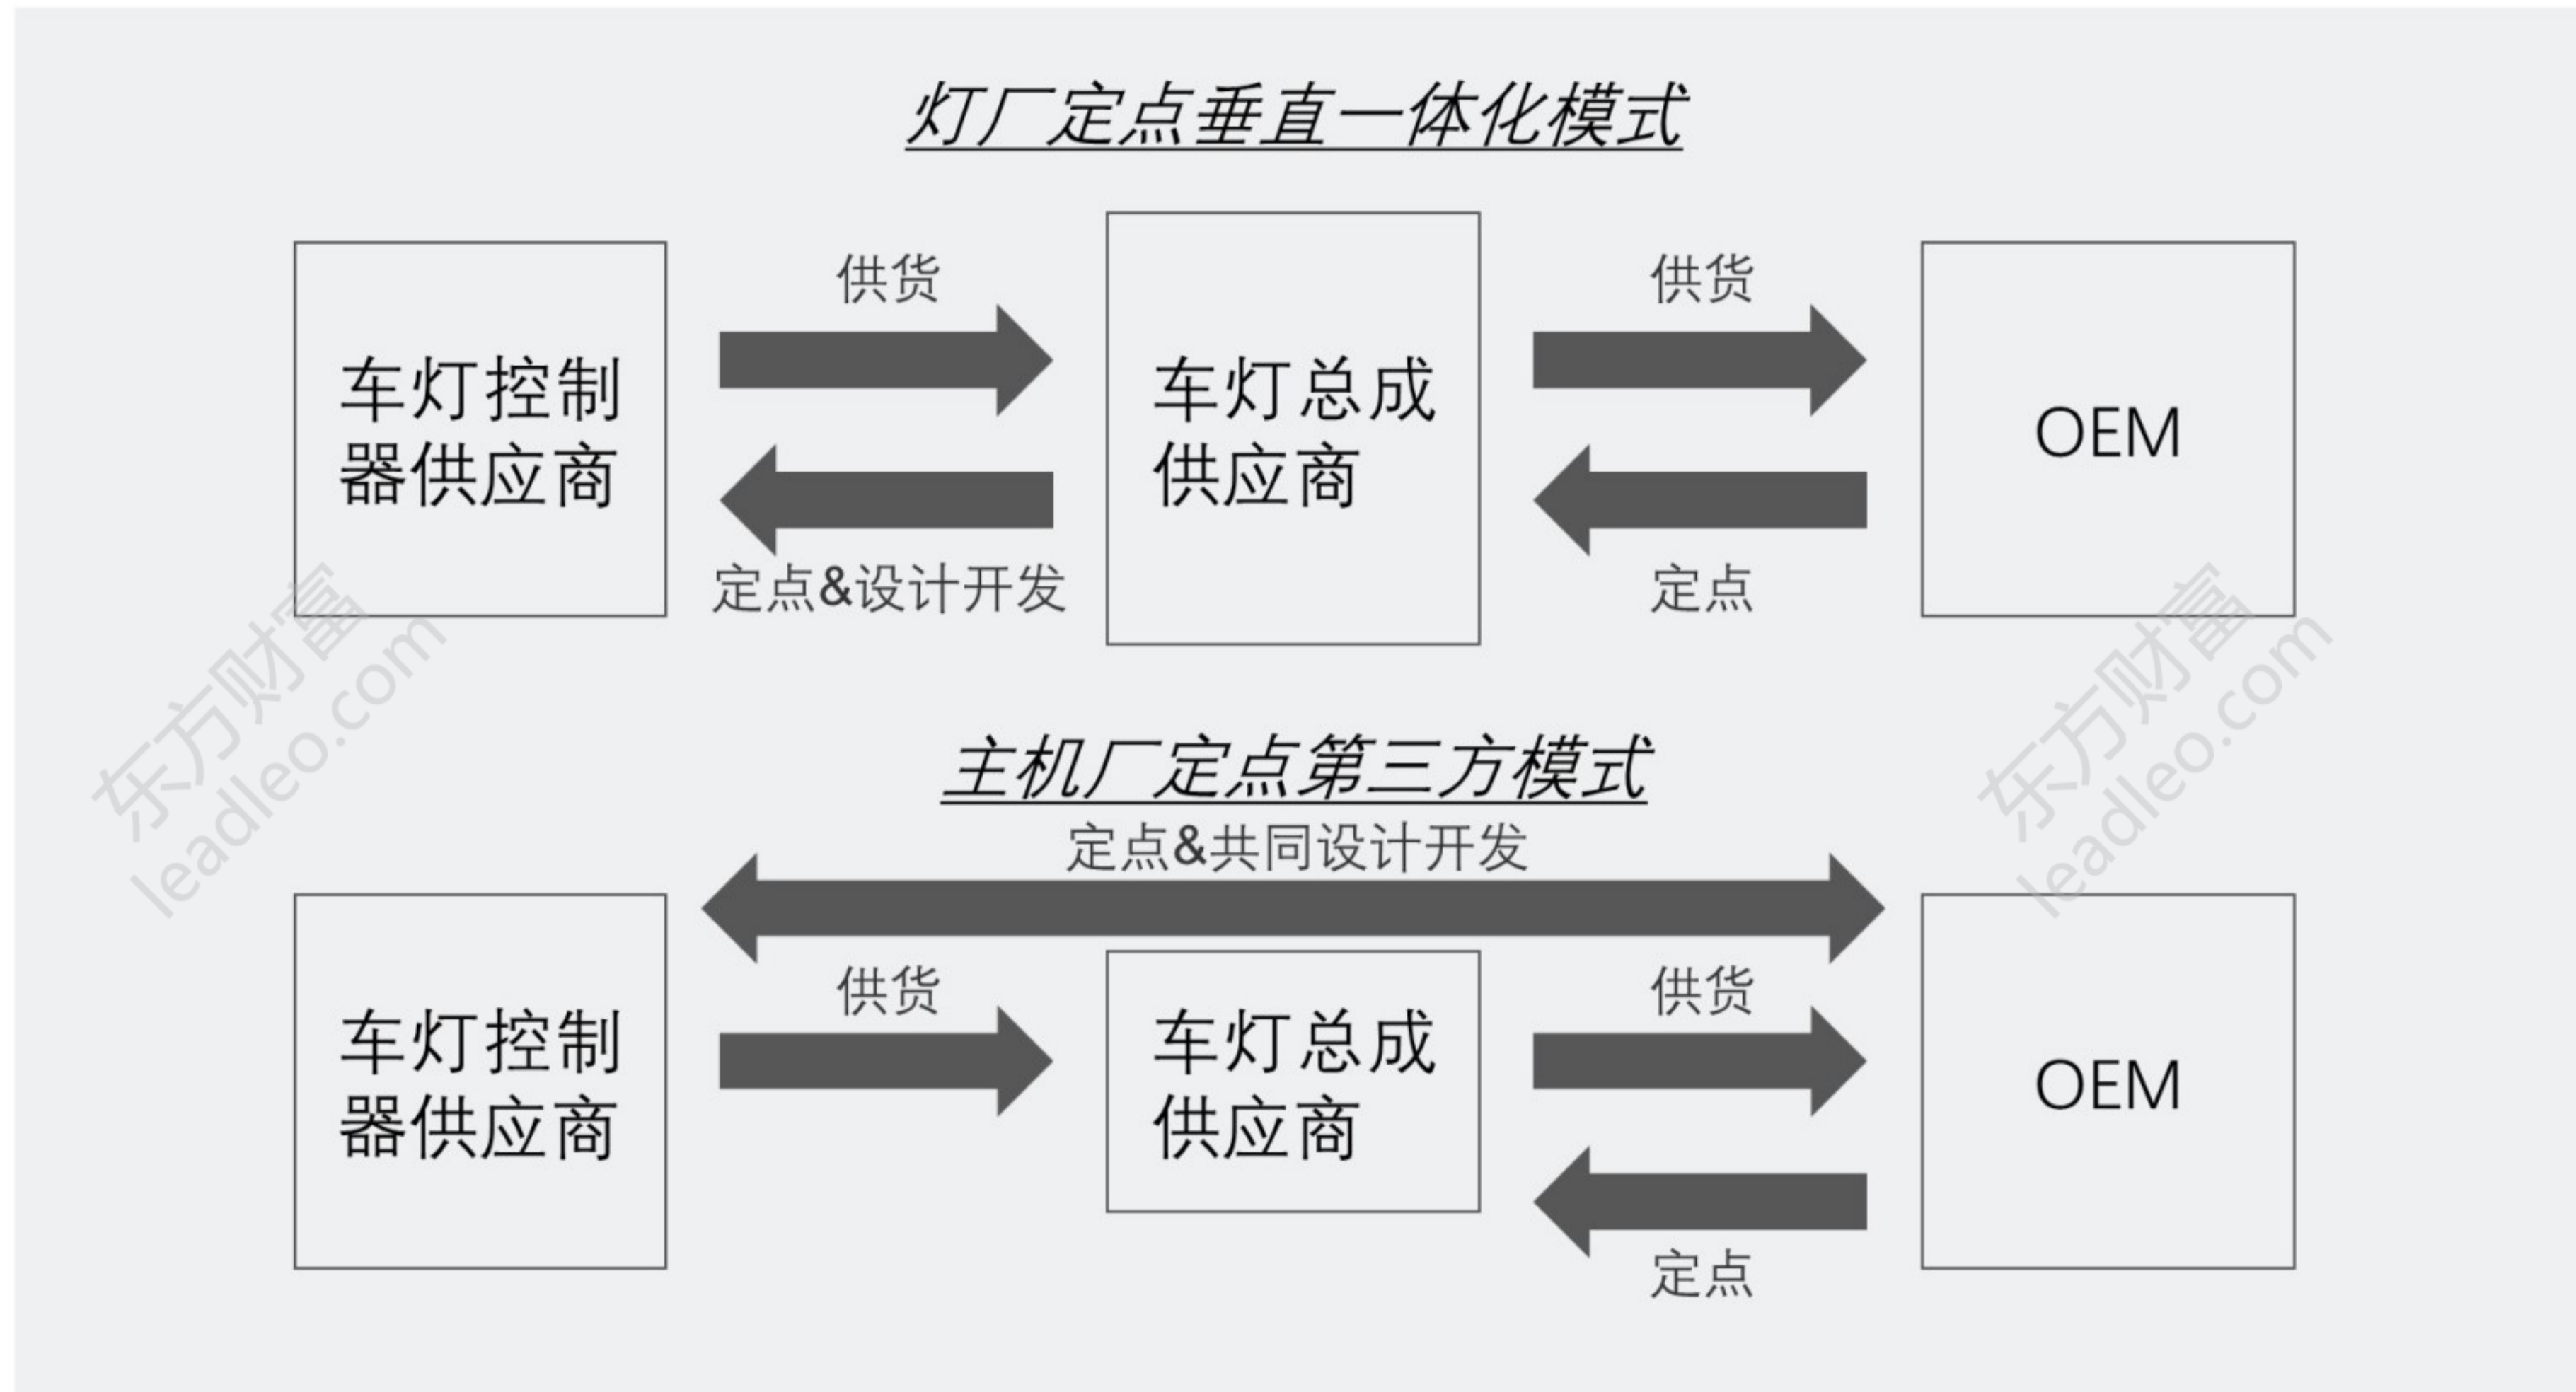 灯厂定点垂直一体化模式
供货
供货
车灯控制
器供应商
车灯总成
供应商
OEM
定点&设计开发
定点
东方财富
leadleo.com
东方财富
leadleo.com
主机厂定点第三方模式
定点&共同设计开发
供货
供货
车灯控制
器供应商
车灯总成
供应商
OEM
定点